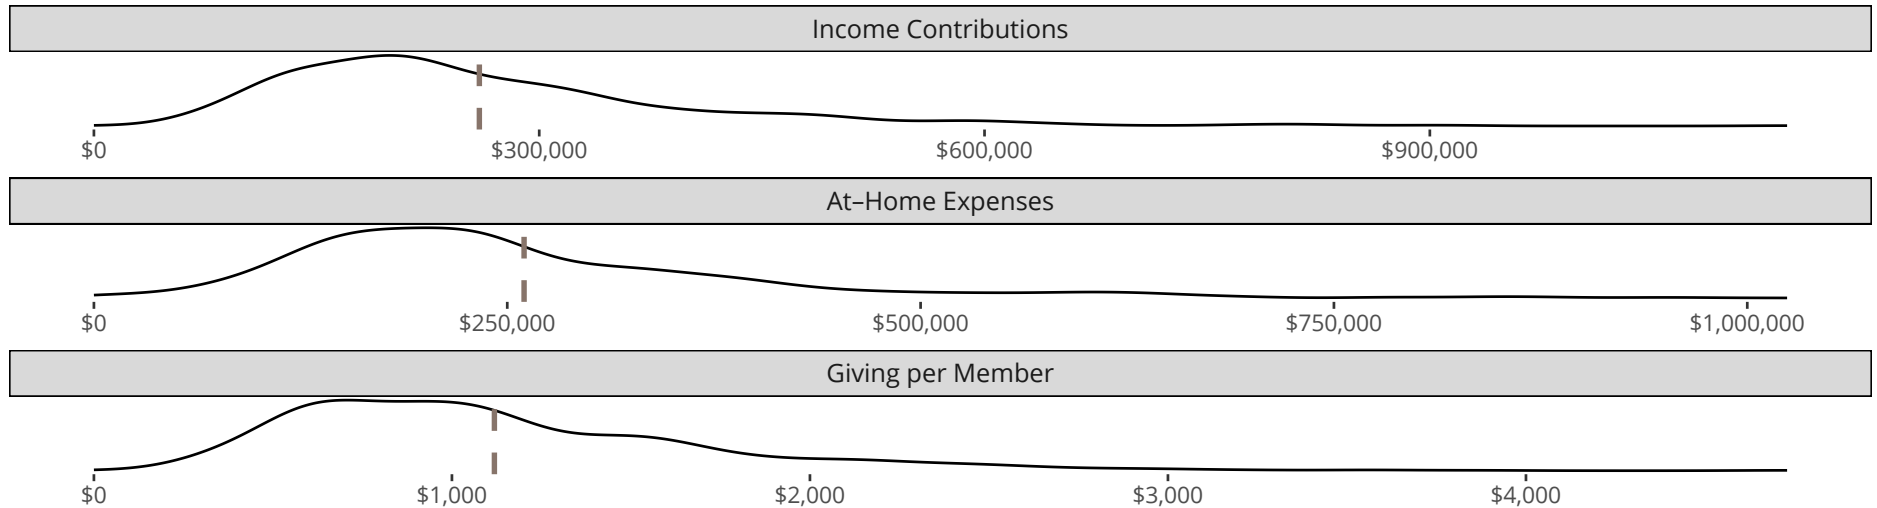 Income Contributions
$0 $300,000 $600,000 $900,000
At–Home Expenses
$0 $250,000 $500,000 $750,000 $1,000,000
Giving per Member
$0 $1,000 $2,000 $3,000 $4,000